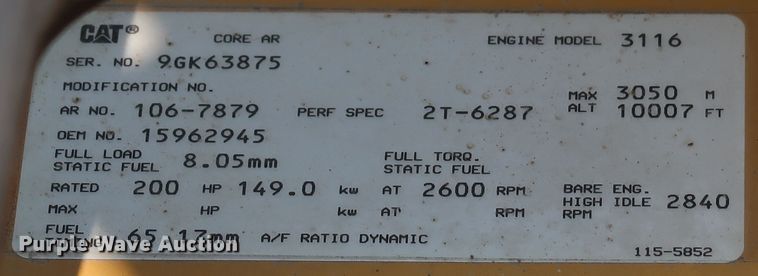 CAT® CORE AR ENGINE MODEL 3116
SER. NO. 9GK63875
MODIFICATION NO.
AR NO. 106-7879 PERF SPEC 2T-6287 MAX ALT 3050 M 10007 FT
OEM NO. 15962945
FULL LOAD STATIC FUEL 8.05mm FULL TORQ. STATIC FUEL
RATED 200 HP 149.0 kw AT 2600 RPM BARE ENG. HIGH IDLE RPM 2840
MAX HP kw AT RPM
FUEL 65.17mm A/F RATIO DYNAMIC
115-5852
Purple Wave Auction